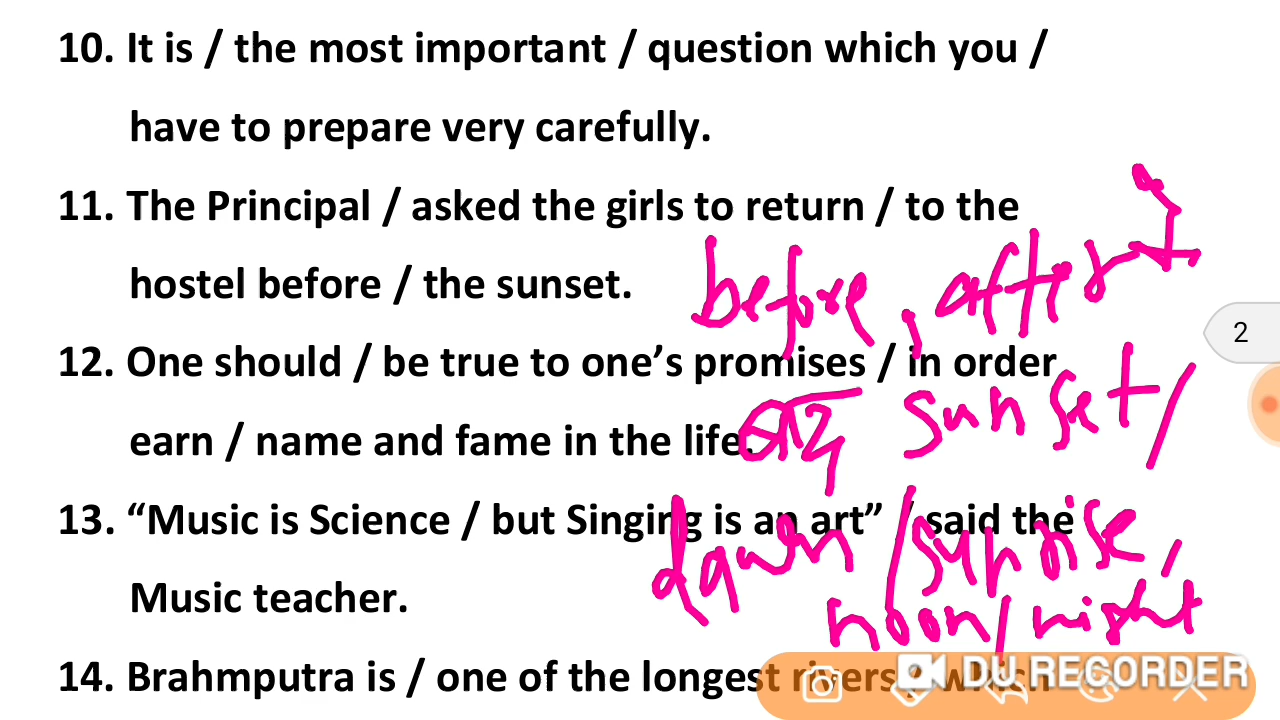 10. It is / the most important / question which you /
have to prepare very carefully.
11. The Principal / asked the girls to return / to the
hostel before / the sunset.
before, after
2
12. One should / be true to one’s promises / in order
earn / name and fame in the life.
sunset/
13. “Music is Science / but Singing is an art” / said the
dawn/sunrise,
Music teacher.
noon/night
14. Brahmputra is / one of the longest rivers / which
DU RECORDER